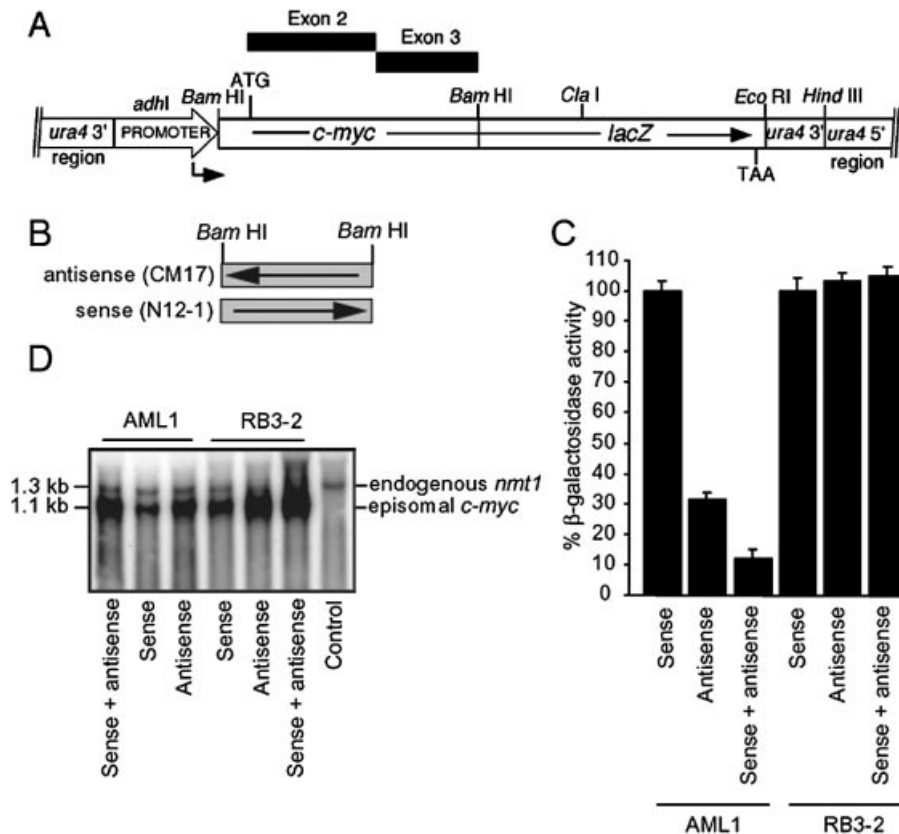 A
Exon 2
Exon 3
ATG
adhI
Bam HI
Bam HI
Cla I
Eco RI
Hind III
ura4 3'
PROMOTER
c-myc
lacZ
ura4 3'
ura4 5'
region
region
TAA
B
Bam HI
Bam HI
antisense (CM17)
sense (N12-1)
C
% β-galactosidase activity
110
100
90
80
70
60
50
40
30
20
10
0
Sense
Antisense
Sense + antisense
Sense
Antisense
Sense + antisense
AML1
RB3-2
D
AML1
RB3-2
1.3 kb
endogenous nmt1
1.1 kb
episomal c-myc
Sense + antisense
Sense
Antisense
Sense
Antisense
Sense + antisense
Control